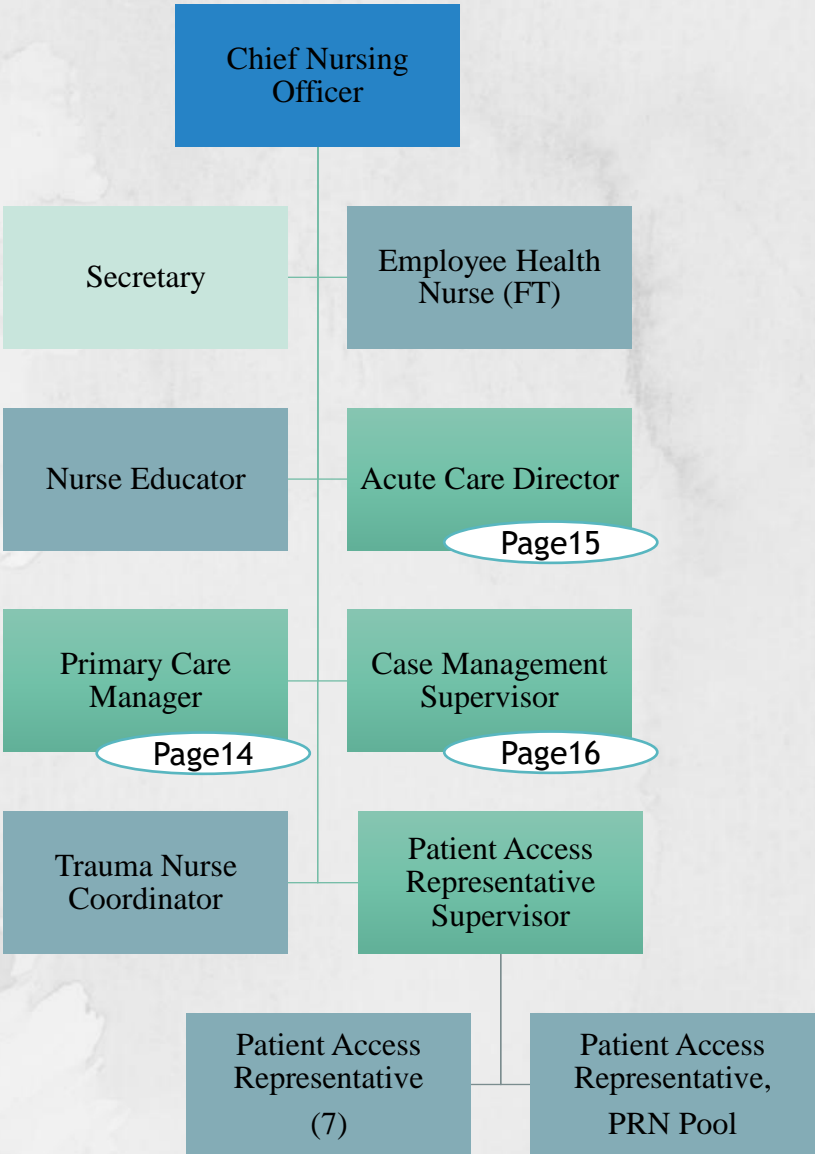 Chief Nursing
Officer
Secretary
Employee Health
Nurse (FT)
Nurse Educator
Acute Care Director
Page15
Primary Care
Manager
Page14
Case Management
Supervisor
Page16
Trauma Nurse
Coordinator
Patient Access
Representative
Supervisor
Patient Access
Representative
(7)
Patient Access
Representative,
PRN Pool